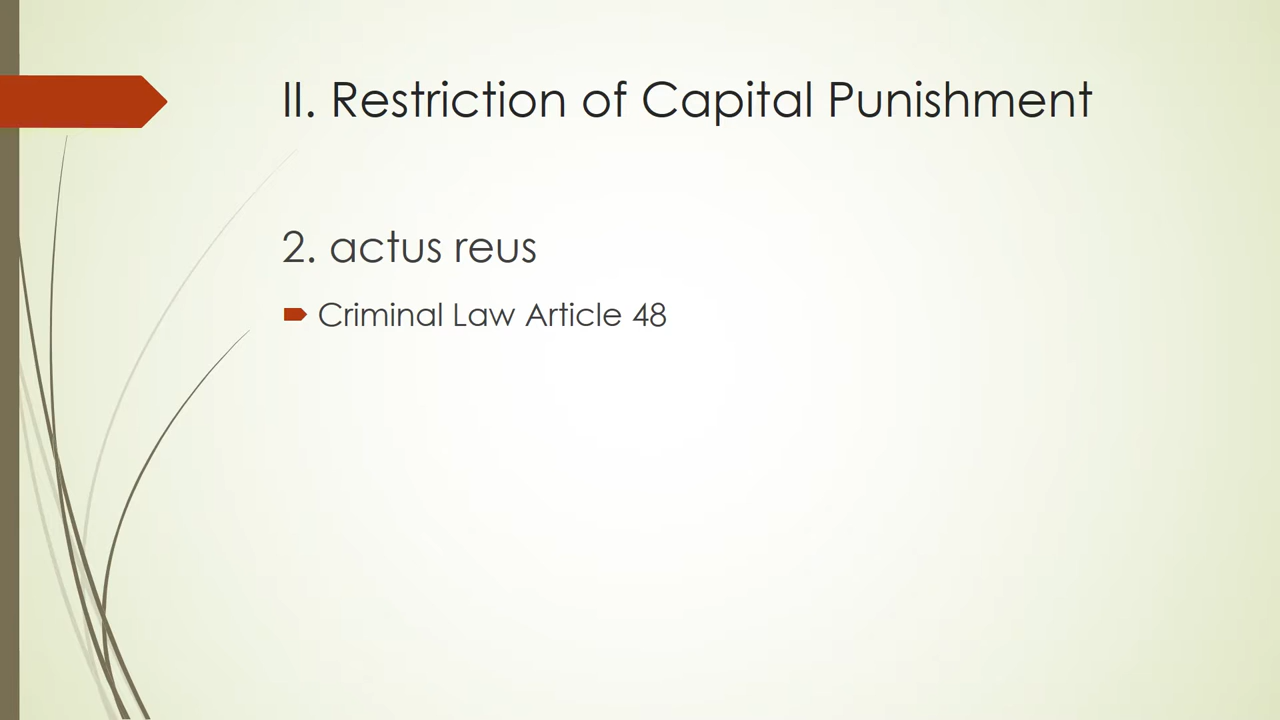 II. Restriction of Capital Punishment
2. actus reus
Criminal Law Article 48